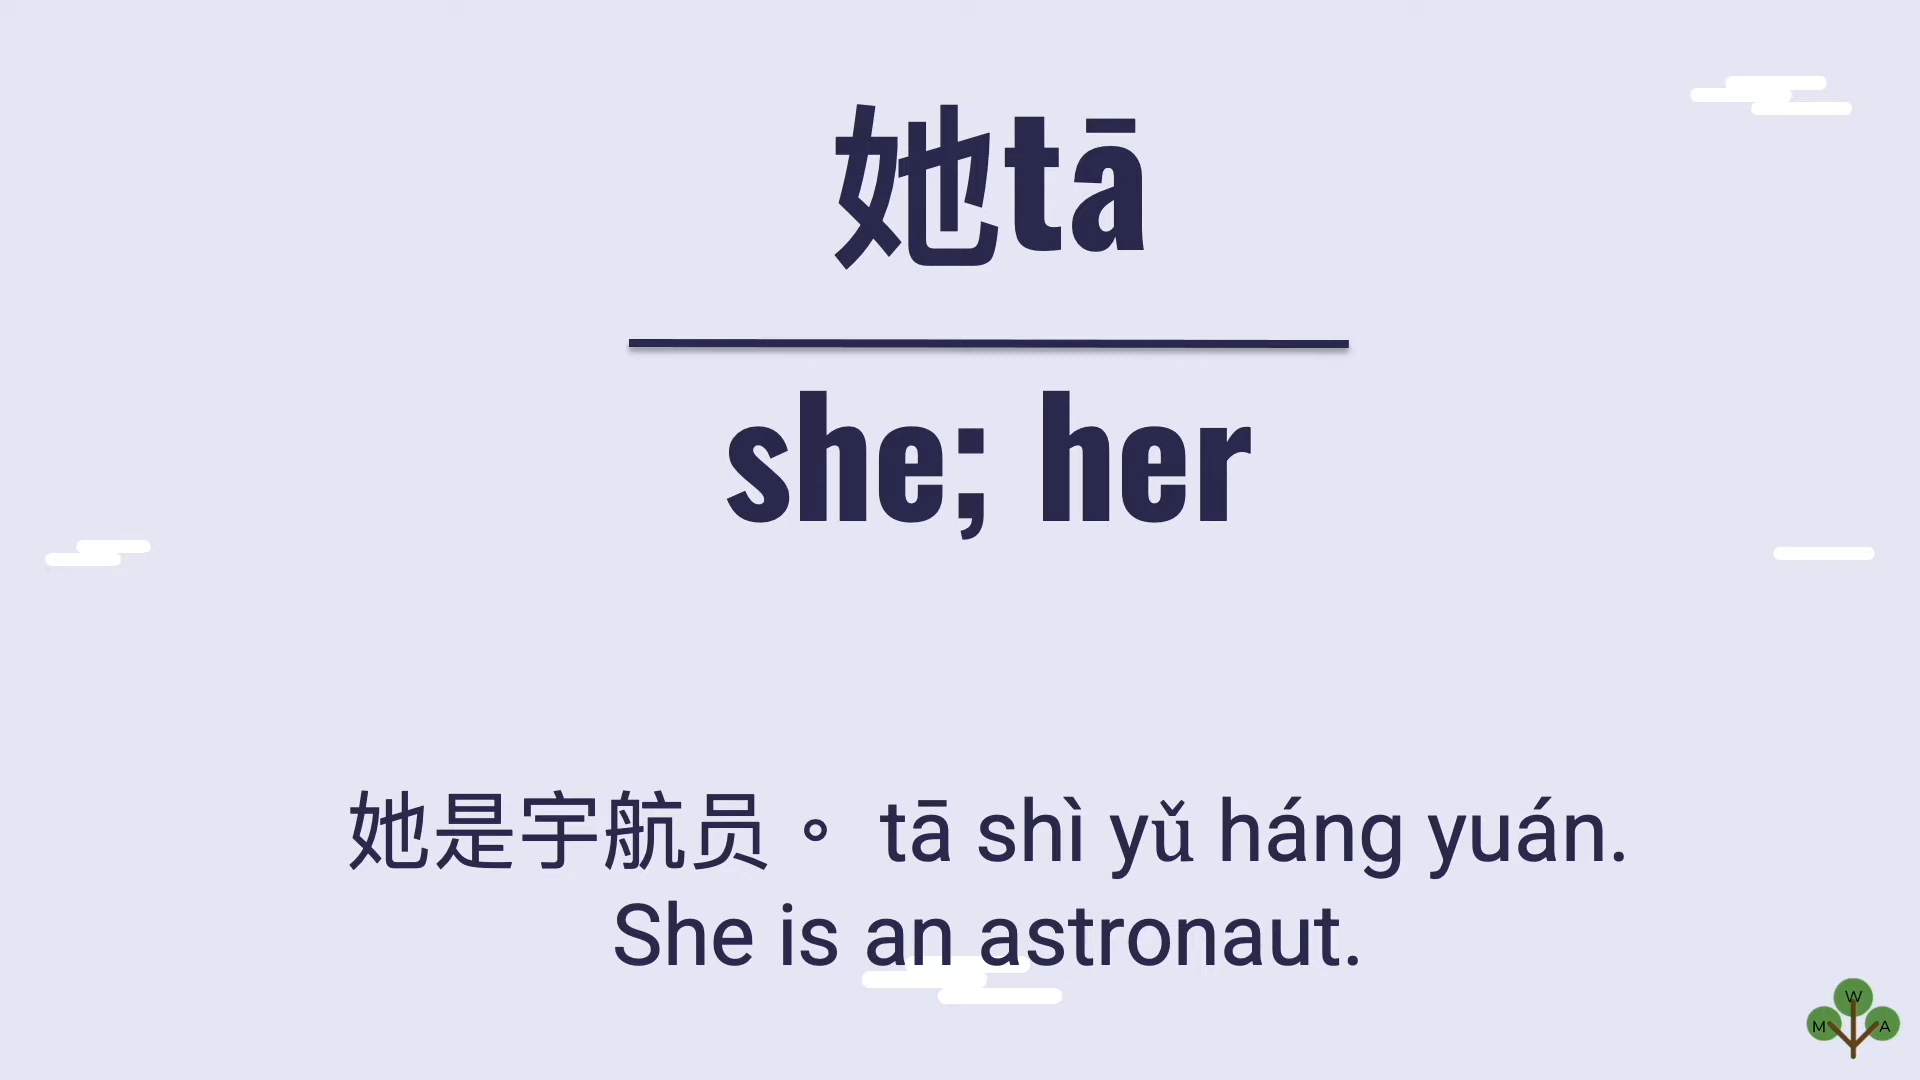 她tā
she; her
她是宇航员。 tā shì yǔ háng yuán.
She is an astronaut.
W
M A